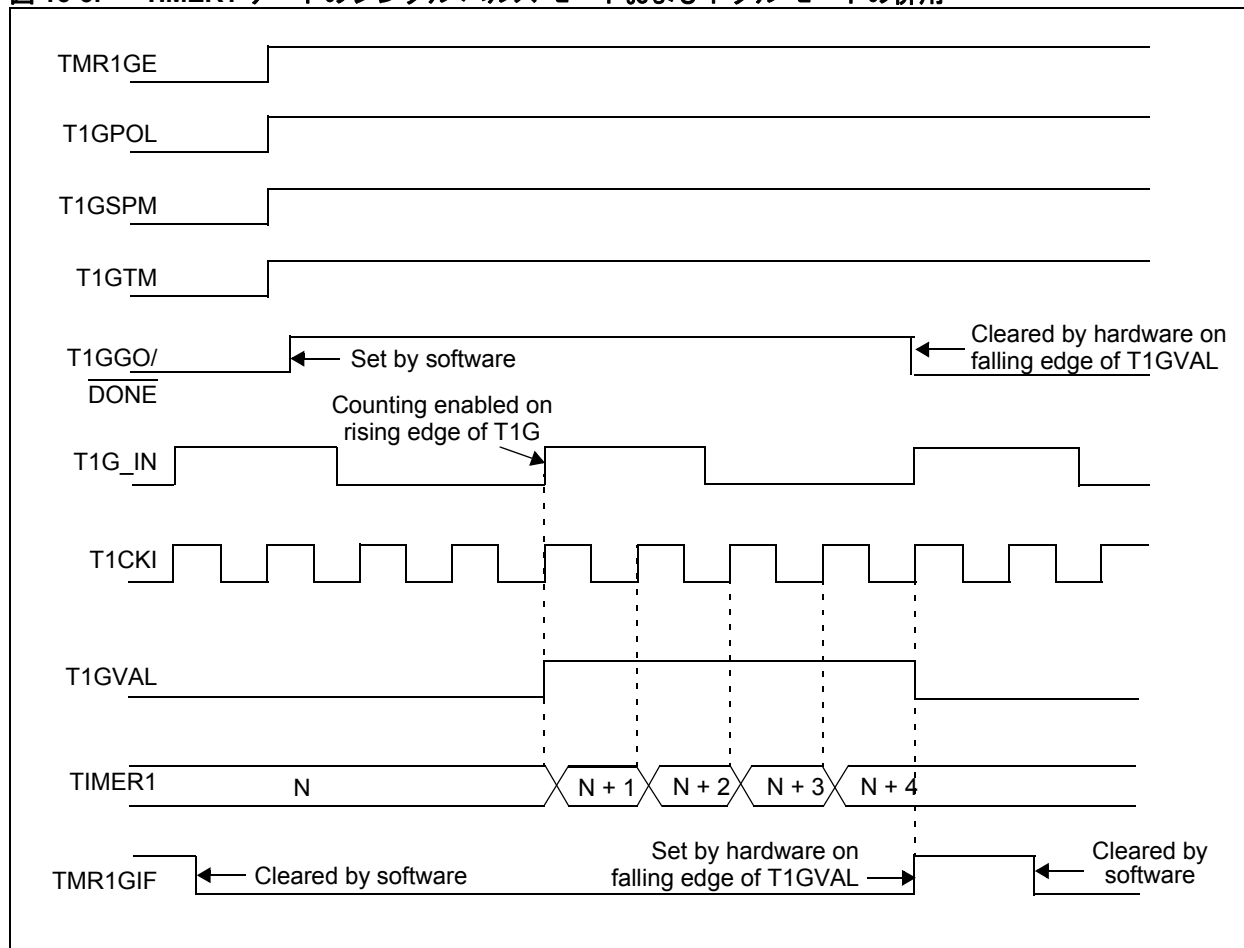 TMR1GE
T1GPOL
T1GSPM
T1GTM
T1GGO/
DONE
Set by software
Cleared by hardware on
falling edge of T1GVAL
Counting enabled on
rising edge of T1G
T1G_IN
T1CKI
T1GVAL
TIMER1
N
N + 1
N + 2
N + 3
N + 4
TMR1GIF
Cleared by software
Set by hardware on
falling edge of T1GVAL
Cleared by
software